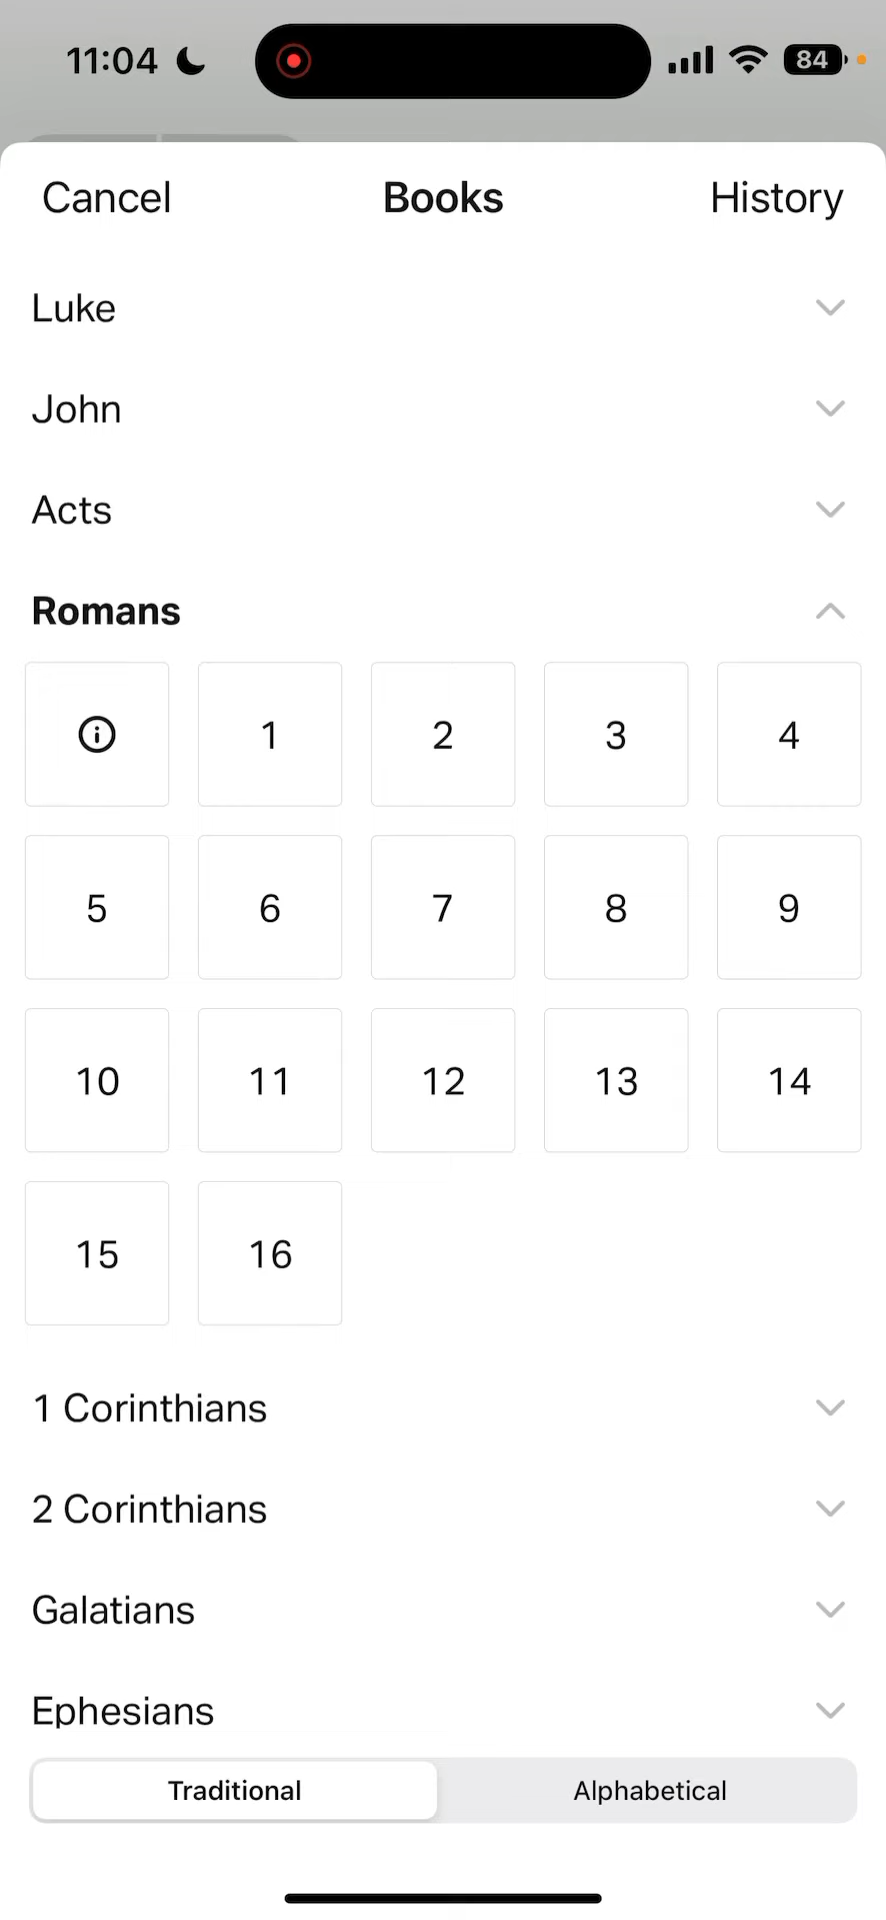 11:04 84
Cancel Books History
Luke
John
Acts
Romans
1 2 3 4
5 6 7 8 9
10 11 12 13 14
15 16
1 Corinthians
2 Corinthians
Galatians
Ephesians
Traditional Alphabetical